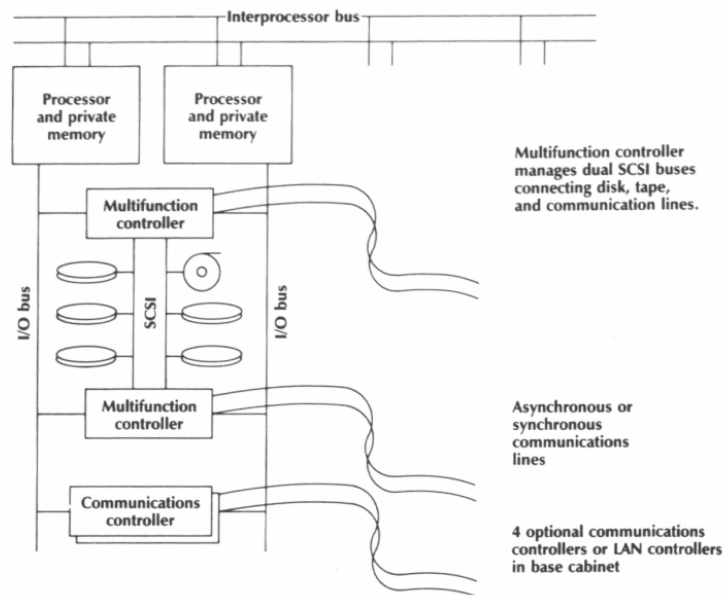 Interprocessor bus
Processor
and private
memory
Processor
and private
memory
Multifunction controller
manages dual SCSI buses
connecting disk, tape,
and communication lines.
Multifunction
controller
I/O bus
SCSI
I/O bus
Multifunction
controller
Asynchronous or
synchronous
communications
lines
Communications
controller
4 optional communications
controllers or LAN controllers
in base cabinet